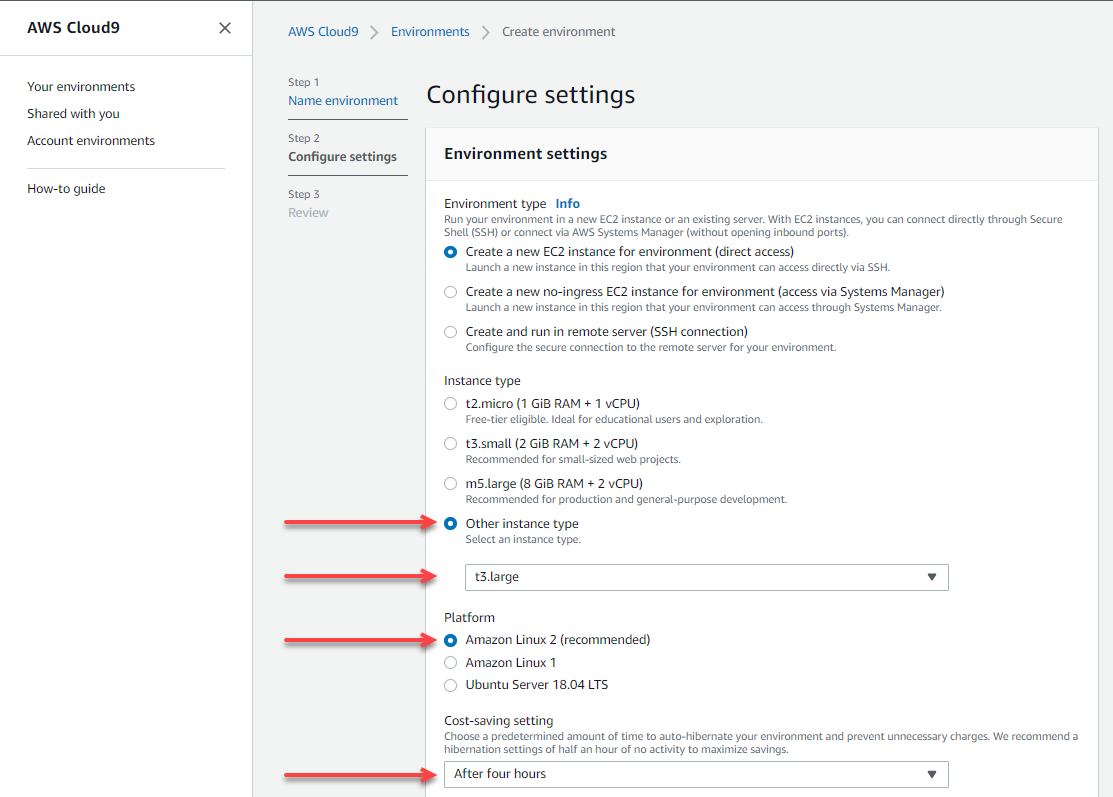 AWS Cloud9
Your environments
Shared with you
Account environments
How-to guide
AWS Cloud9 > Environments > Create environment
Step 1
Name environment
Step 2
Configure settings
Step 3
Review
Configure settings
Environment settings
Environment type Info
Run your environment in a new EC2 instance or an existing server. With EC2 instances, you can connect directly through Secure
Shell (SSH) or connect via AWS Systems Manager (without opening inbound ports).
Create a new EC2 instance for environment (direct access)
Launch a new instance in this region that your environment can access directly via SSH.
Create a new no-ingress EC2 instance for environment (access via Systems Manager)
Launch a new instance in this region that your environment can access through Systems Manager.
Create and run in remote server (SSH connection)
Configure the secure connection to the remote server for your environment.
Instance type
t2.micro (1 GiB RAM + 1 vCPU)
Free-tier eligible. Ideal for educational users and exploration.
t3.small (2 GiB RAM + 2 vCPU)
Recommended for small-sized web projects.
m5.large (8 GiB RAM + 2 vCPU)
Recommended for production and general-purpose development.
Other instance type
Select an instance type.
t3.large
Platform
Amazon Linux 2 (recommended)
Amazon Linux 1
Ubuntu Server 18.04 LTS
Cost-saving setting
Choose a predetermined amount of time to auto-hibernate your environment and prevent unnecessary charges. We recommend a
hibernation settings of half an hour of no activity to maximize savings.
After four hours